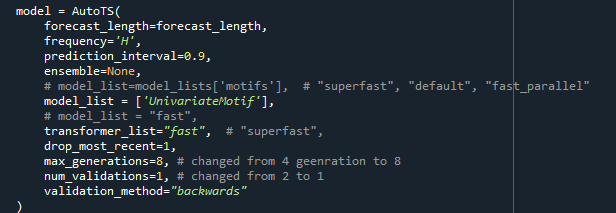 model = AutoTS(
    forecast_length=forecast_length,
    frequency='H',
    prediction_interval=0.9,
    ensemble=None,
    # model_list=model_lists['motifs'],  # "superfast", "default", "fast_parallel"
    model_list = ['UnivariateMotif'],
    # model_list = "fast",
    transformer_list="fast",  # "superfast",
    drop_most_recent=1,
    max_generations=8, # changed from 4 geenration to 8
    num_validations=1, # changed from 2 to 1
    validation_method="backwards"
)